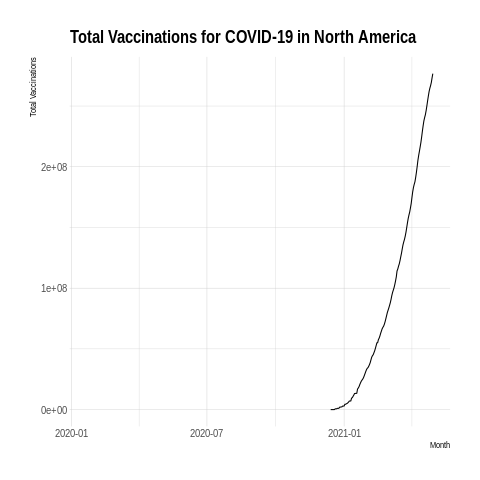 Total Vaccinations for COVID-19 in North America
Total Vaccinations
2e+08
1e+08
0e+00
2020-01 2020-07 2021-01
Month